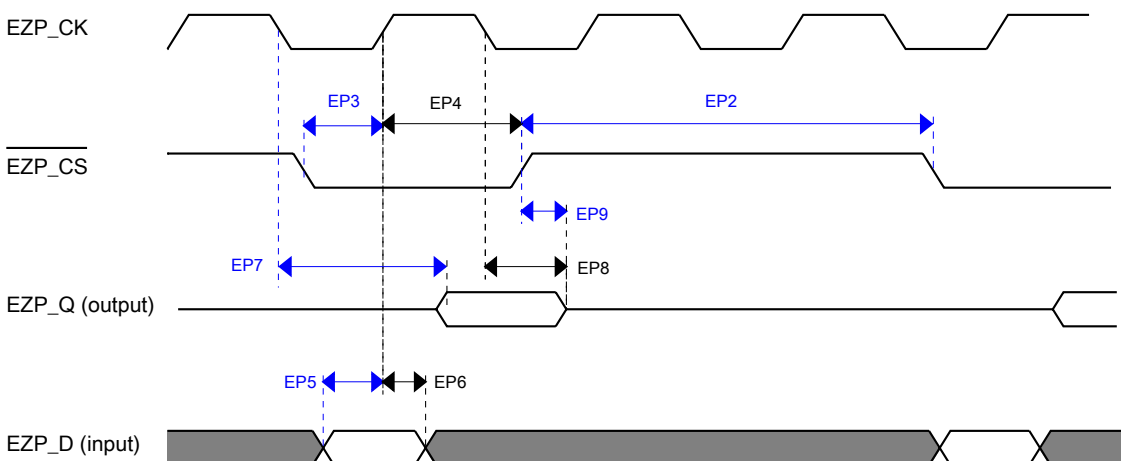 EZP_CK
EP3
EP4
EP2
EZP_CS
EP9
EP7
EP8
EZP_Q (output)
EP5
EP6
EZP_D (input)